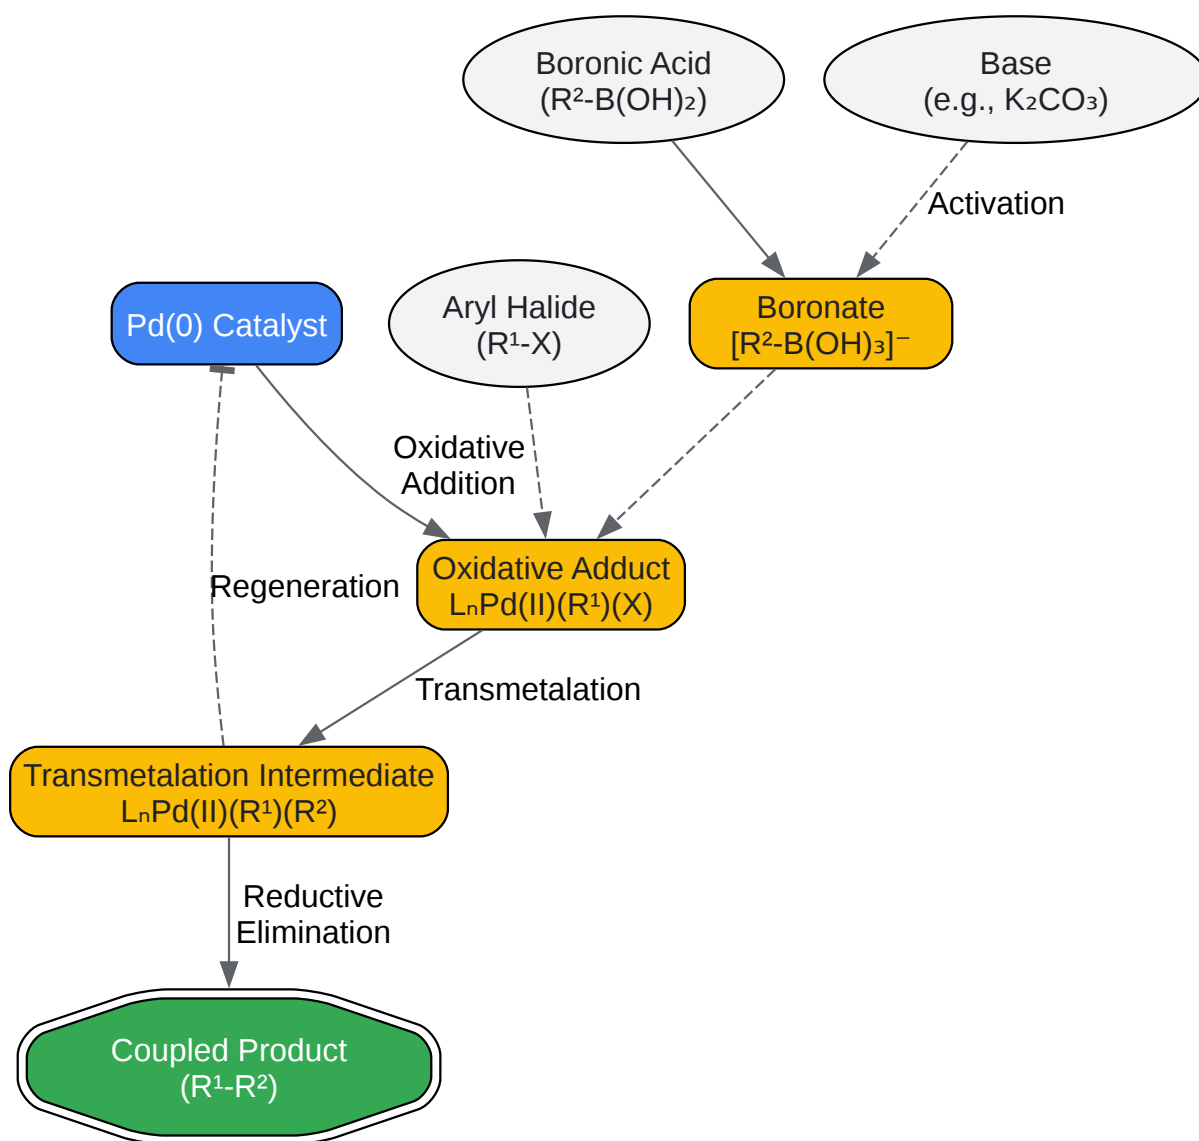 Boronic Acid
(R²-B(OH)₂)
Base
(e.g., K₂CO₃)
Activation
Pd(0) Catalyst
Aryl Halide
(R¹-X)
Boronate
[R²-B(OH)₃]⁻
Oxidative
Addition
Oxidative Adduct
LₙPd(II)(R¹)(X)
Regeneration
Transmetalation
Transmetalation Intermediate
LₙPd(II)(R¹)(R²)
Reductive
Elimination
Coupled Product
(R¹-R²)